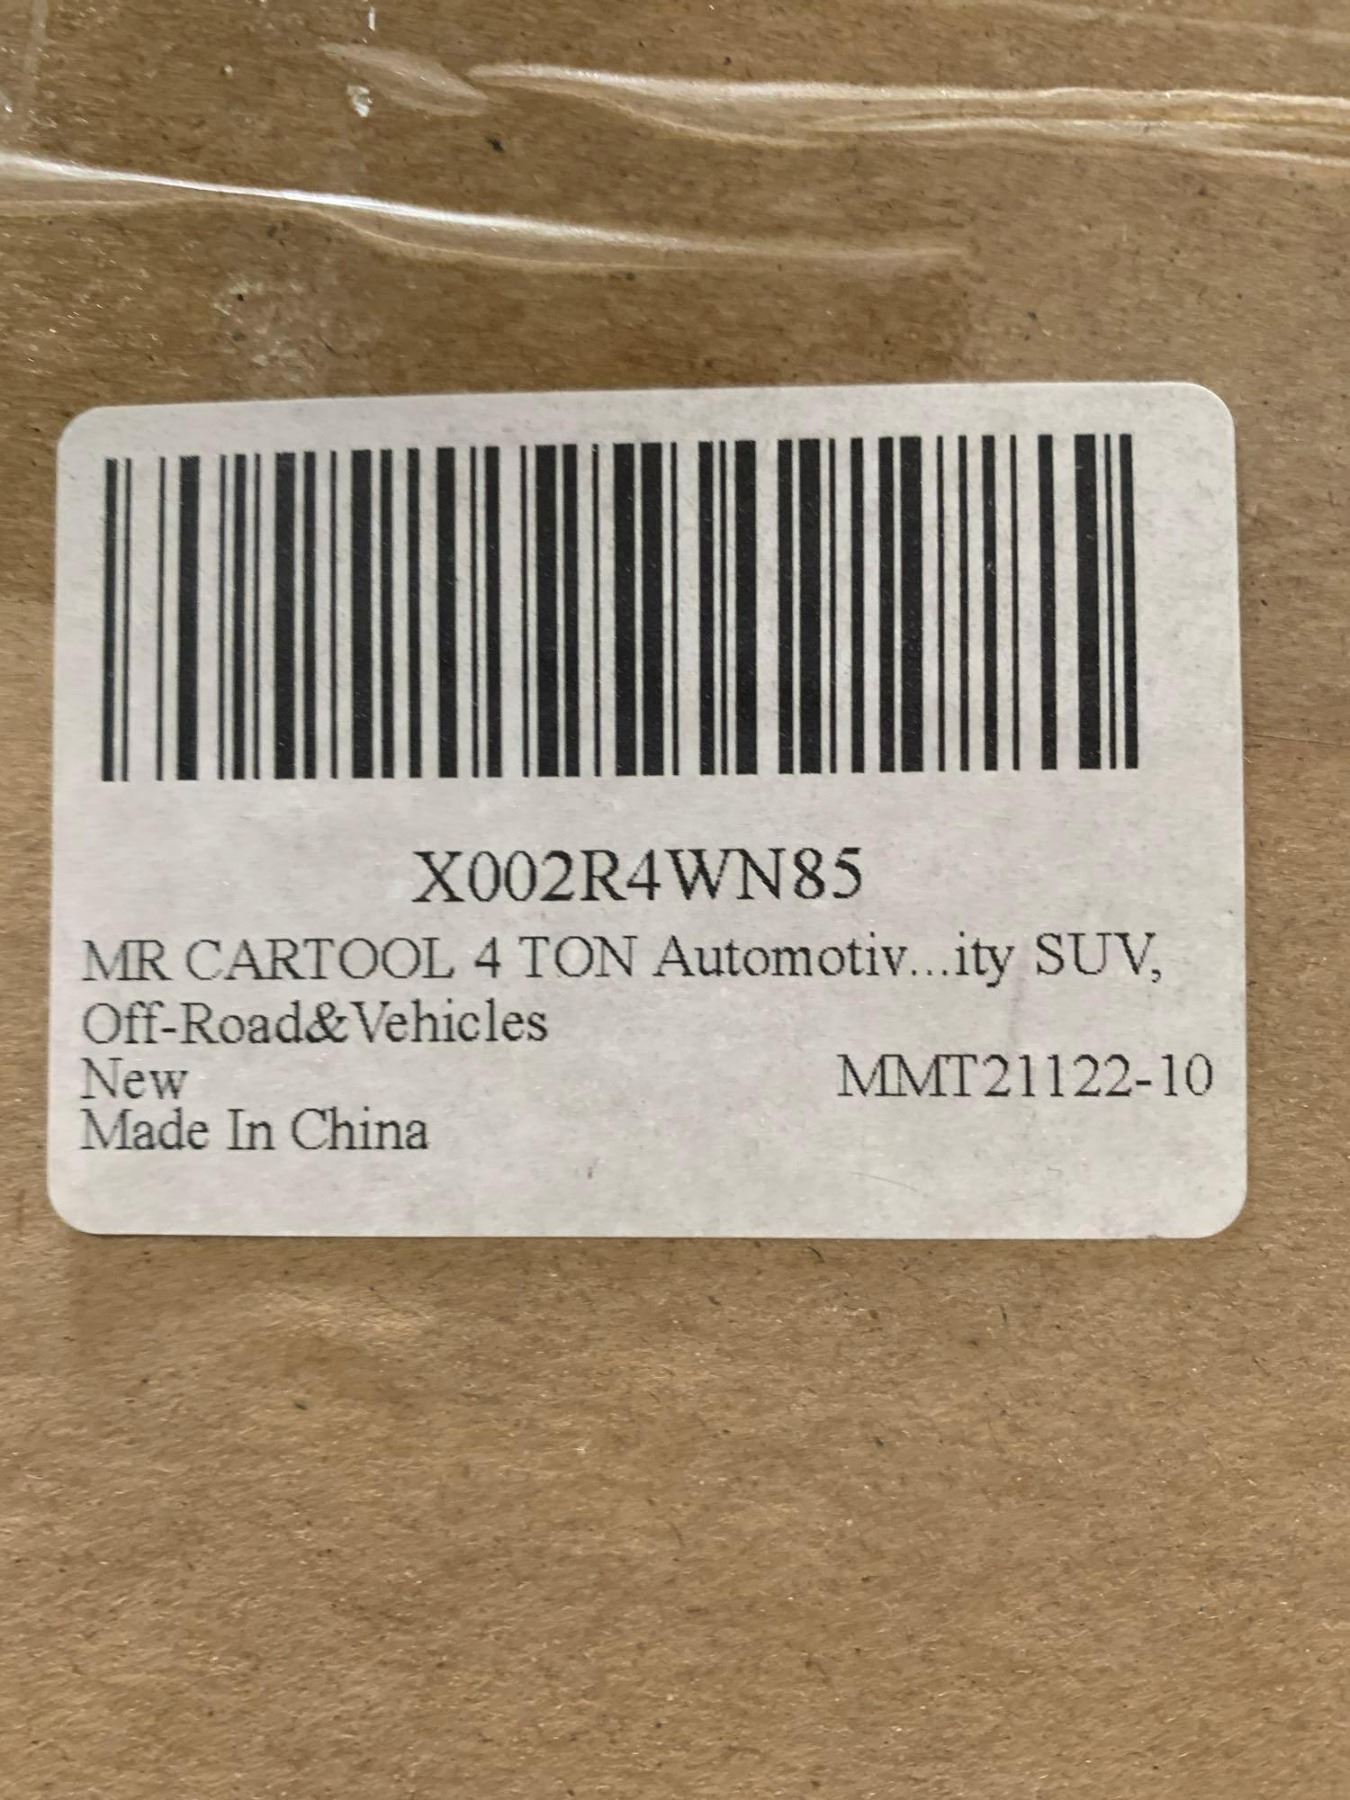 X002R4WN85
MR CARTOOL 4 TON Automotiv...ity SUV,
Off-Road&Vehicles
New MMT21122-10
Made In China